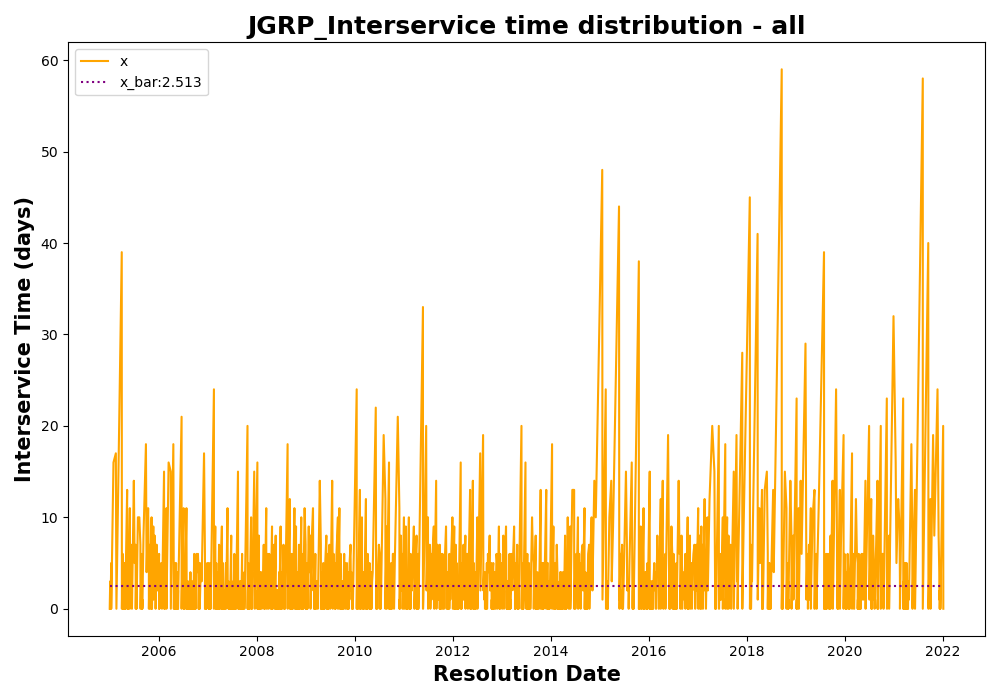 JGRP_Interservice time distribution - all
x
x_bar:2.513
Interservice Time (days)
60
50
40
30
20
10
0
2006 2008 2010 2012 2014 2016 2018 2020 2022
Resolution Date